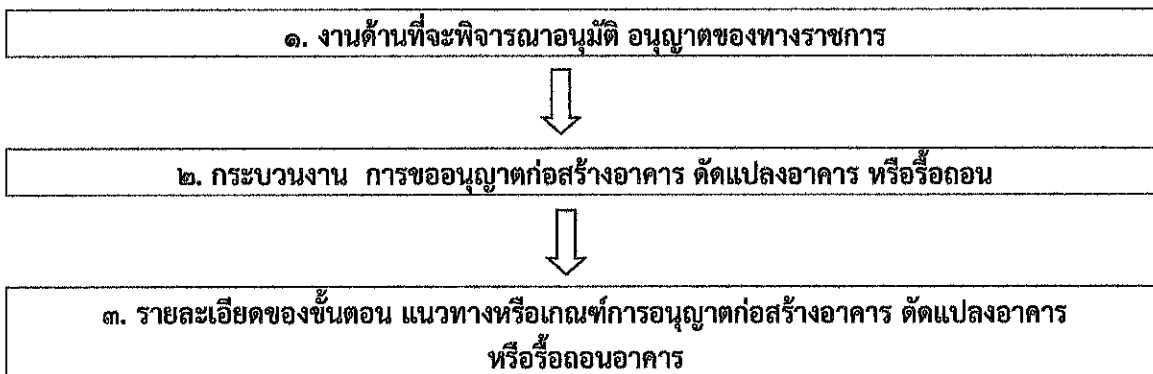 ๑. งานด้านที่จะพิจารณาอนุมัติ อนุญาตของทางราชการ
๒. กระบวนงาน การขออนุญาตก่อสร้างอาคาร ดัดแปลงอาคาร หรือรื้อถอน
๓. รายละเอียดของขั้นตอน แนวทางหรือเกณฑ์การอนุญาตก่อสร้างอาคาร ดัดแปลงอาคาร
หรือรื้อถอนอาคาร